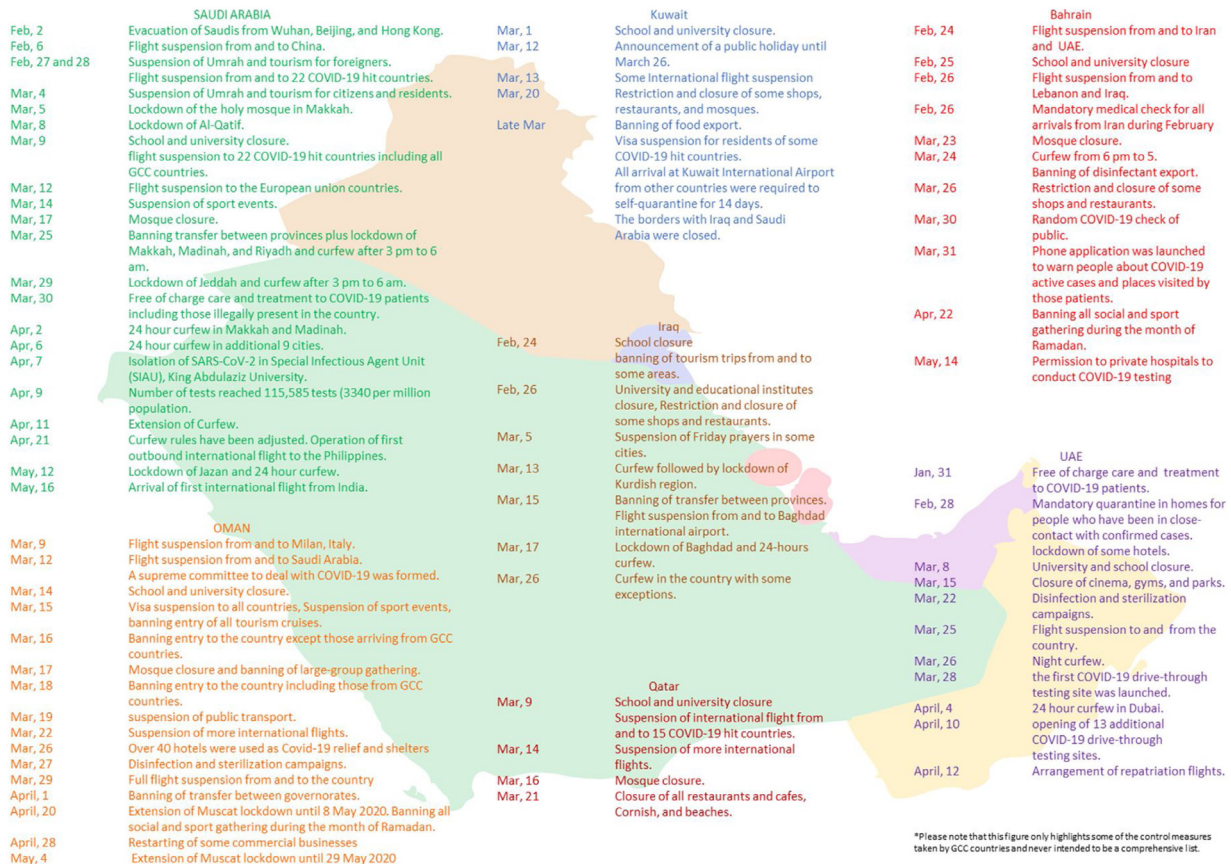 SAUDI ARABIA
Feb, 2 Evacuation of Saudis from Wuhan, Beijing, and Hong Kong.
Feb, 6 Flight suspension from and to China.
Feb, 27 and 28 Suspension of Umrah and tourism for foreigners.
Flight suspension from and to 22 COVID-19 hit countries.
Mar, 4 Suspension of Umrah and tourism for citizens and residents.
Mar, 5 Lockdown of the holy mosque in Makkah.
Mar, 8 Lockdown of Al-Qatif.
Mar, 9 School and university closure.
flight suspension to 22 COVID-19 hit countries including all
GCC countries.
Mar, 12 Flight suspension to the European union countries.
Mar, 14 Suspension of sport events.
Mar, 17 Mosque closure.
Mar, 25 Banning transfer between provinces plus lockdown of
Makkah, Madinah, and Riyadh and curfew after 3 pm to 6
am.
Mar, 29 Lockdown of Jeddah and curfew after 3 pm to 6 am.
Mar, 30 Free of charge care and treatment to COVID-19 patients
including those illegally present in the country.
Apr, 2 24 hour curfew in Makkah and Madinah.
Apr, 6 24 hour curfew in additional 9 cities.
Apr, 7 Isolation of SARS-CoV-2 in Special Infectious Agent Unit
(SIAU), King Abdulaziz University.
Apr, 9 Number of tests reached 115,585 tests (3340 per million
population.
Apr, 11 Extension of Curfew.
Apr, 21 Curfew rules have been adjusted. Operation of first
outbound international flight to the Philippines.
May, 12 Lockdown of Jazan and 24 hour curfew.
May, 16 Arrival of first international flight from India.
OMAN
Mar, 9 Flight suspension from and to Milan, Italy.
Mar, 12 Flight suspension from and to Saudi Arabia.
A supreme committee to deal with COVID-19 was formed.
Mar, 14 School and university closure.
Mar, 15 Visa suspension to all countries, Suspension of sport events,
banning entry of all tourism cruises.
Mar, 16 Banning entry to the country except those arriving from GCC
countries.
Mar, 17 Mosque closure and banning of large-group gathering.
Mar, 18 Banning entry to the country including those from GCC
countries.
Mar, 19 suspension of public transport.
Mar, 22 Suspension of more international flights.
Mar, 26 Over 40 hotels were used as Covid-19 relief and shelters
Mar, 27 Disinfection and sterilization campaigns.
Mar, 29 Full flight suspension from and to the country
April, 1 Banning of transfer between governorates.
April, 20 Extension of Muscat lockdown until 8 May 2020. Banning all
social and sport gathering during the month of Ramadan.
April, 28 Restarting of some commercial businesses
May, 4 Extension of Muscat lockdown until 29 May 2020
Kuwait
Mar, 1 School and university closure.
Mar, 12 Announcement of a public holiday until
March 26.
Mar, 13 Some International flight suspension
Mar, 20 Restriction and closure of some shops,
restaurants, and mosques.
Late Mar Banning of food export.
Visa suspension for residents of some
COVID-19 hit countries.
All arrival at Kuwait International Airport
from other countries were required to
self-quarantine for 14 days.
The borders with Iraq and Saudi
Arabia were closed.
Iraq
Feb, 24 School closure
banning of tourism trips from and to
some areas.
Feb, 26 University and educational institutes
closure, Restriction and closure of
some shops and restaurants.
Mar, 5 Suspension of Friday prayers in some
cities.
Mar, 13 Curfew followed by lockdown of
Kurdish region.
Mar, 15 Banning of transfer between provinces.
Flight suspension from and to Baghdad
international airport.
Mar, 17 Lockdown of Baghdad and 24-hours
curfew.
Mar, 26 Curfew in the country with some
exceptions.
Qatar
Mar, 9 School and university closure
Suspension of international flight from
and to 15 COVID-19 hit countries.
Mar, 14 Suspension of more international
flights.
Mar, 16 Mosque closure.
Mar, 21 Closure of all restaurants and cafes,
Cornish, and beaches.
Bahrain
Feb, 24 Flight suspension from and to Iran
and UAE.
Feb, 25 School and university closure
Feb, 26 Flight suspension from and to
Lebanon and Iraq.
Feb, 26 Mandatory medical check for all
arrivals from Iran during February
Mar, 23 Mosque closure.
Mar, 24 Curfew from 6 pm to 5.
Banning of disinfectant export.
Mar, 26 Restriction and closure of some
shops and restaurants.
Mar, 30 Random COVID-19 check of
public.
Mar, 31 Phone application was launched
to warn people about COVID-19
active cases and places visited by
those patients.
Apr, 22 Banning all social and sport
gathering during the month of
Ramadan.
May, 14 Permission to private hospitals to
conduct COVID-19 testing
UAE
Jan, 31 Free of charge care and treatment
to COVID-19 patients.
Feb, 28 Mandatory quarantine in homes for
people who have been in close-
contact with confirmed cases.
lockdown of some hotels.
Mar, 8 University and school closure.
Mar, 15 Closure of cinema, gyms, and parks.
Mar, 22 Disinfection and sterilization
campaigns.
Mar, 25 Flight suspension to and from the
country.
Mar, 26 Night curfew.
Mar, 28 the first COVID-19 drive-through
testing site was launched.
April, 4 24 hour curfew in Dubai.
April, 10 opening of 13 additional
COVID-19 drive-through
testing sites.
April, 12 Arrangement of repatriation flights.
*Please note that this figure only highlights some of the control measures
taken by GCC countries and never intended to be a comprehensive list.